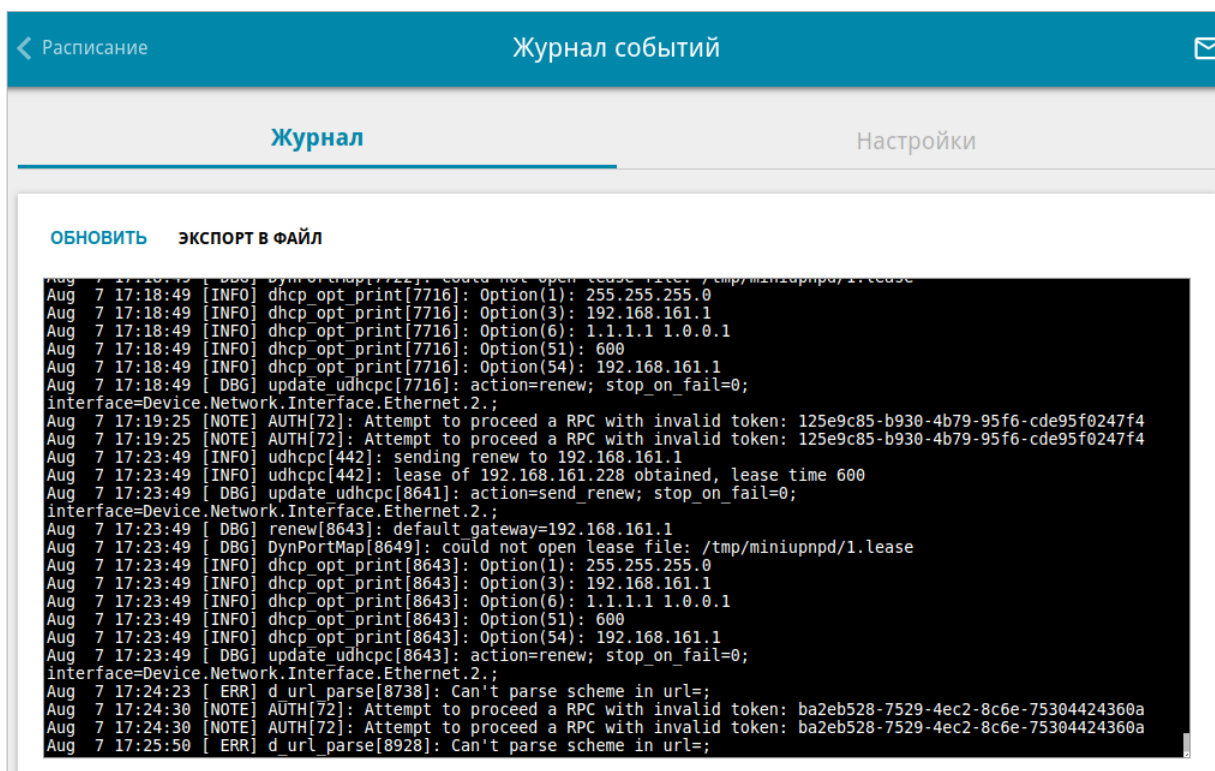 Расписание
Журнал событий
Журнал
Настройки
ОБНОВИТЬ
ЭКСПОРТ В ФАЙЛ
Aug  7 17:18:49 [ DBG] DynPortMap[7722]: could not open lease file: /tmp/miniupnpd/1.lease
Aug  7 17:18:49 [INFO] dhcp_opt_print[7716]: Option(1): 255.255.255.0
Aug  7 17:18:49 [INFO] dhcp_opt_print[7716]: Option(3): 192.168.161.1
Aug  7 17:18:49 [INFO] dhcp_opt_print[7716]: Option(6): 1.1.1.1 1.0.0.1
Aug  7 17:18:49 [INFO] dhcp_opt_print[7716]: Option(51): 600
Aug  7 17:18:49 [INFO] dhcp_opt_print[7716]: Option(54): 192.168.161.1
Aug  7 17:18:49 [ DBG] update_udhcpc[7716]: action=renew; stop_on_fail=0;
interface=Device.Network.Interface.Ethernet.2.;
Aug  7 17:19:25 [NOTE] AUTH[72]: Attempt to proceed a RPC with invalid token: 125e9c85-b930-4b79-95f6-cde95f0247f4
Aug  7 17:19:25 [NOTE] AUTH[72]: Attempt to proceed a RPC with invalid token: 125e9c85-b930-4b79-95f6-cde95f0247f4
Aug  7 17:23:49 [INFO] udhcpc[442]: sending renew to 192.168.161.1
Aug  7 17:23:49 [INFO] udhcpc[442]: lease of 192.168.161.228 obtained, lease time 600
Aug  7 17:23:49 [ DBG] update_udhcpc[8641]: action=send_renew; stop_on_fail=0;
interface=Device.Network.Interface.Ethernet.2.;
Aug  7 17:23:49 [ DBG] renew[8643]: default_gateway=192.168.161.1
Aug  7 17:23:49 [ DBG] DynPortMap[8649]: could not open lease file: /tmp/miniupnpd/1.lease
Aug  7 17:23:49 [INFO] dhcp_opt_print[8643]: Option(1): 255.255.255.0
Aug  7 17:23:49 [INFO] dhcp_opt_print[8643]: Option(3): 192.168.161.1
Aug  7 17:23:49 [INFO] dhcp_opt_print[8643]: Option(6): 1.1.1.1 1.0.0.1
Aug  7 17:23:49 [INFO] dhcp_opt_print[8643]: Option(51): 600
Aug  7 17:23:49 [INFO] dhcp_opt_print[8643]: Option(54): 192.168.161.1
Aug  7 17:23:49 [ DBG] update_udhcpc[8643]: action=renew; stop_on_fail=0;
interface=Device.Network.Interface.Ethernet.2.;
Aug  7 17:24:23 [ ERR] d_url_parse[8738]: Can't parse scheme in url=;
Aug  7 17:24:30 [NOTE] AUTH[72]: Attempt to proceed a RPC with invalid token: ba2eb528-7529-4ec2-8c6e-75304424360a
Aug  7 17:24:30 [NOTE] AUTH[72]: Attempt to proceed a RPC with invalid token: ba2eb528-7529-4ec2-8c6e-75304424360a
Aug  7 17:25:50 [ ERR] d_url_parse[8928]: Can't parse scheme in url=;